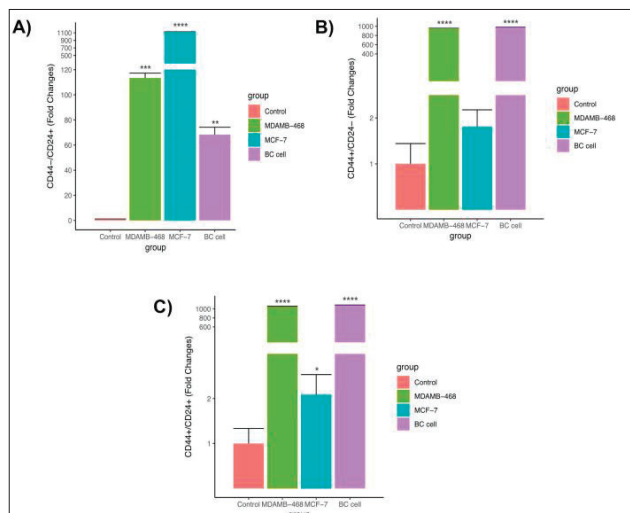 A)
CD44−/CD24+ (Fold Changes)
1100
900
700
500
120
100
80
60
40
20
0
***
****
**
Control MDAMB−468 MCF−7 BC cell
group
group
Control
MDAMB−468
MCF−7
BC cell
B)
CD44+/CD24− (Fold Changes)
1000
800
600
400
2
1
****
****
Control MDAMB−468 MCF−7 BC cell
group
group
Control
MDAMB−468
MCF−7
BC cell
C)
CD44+/CD24+ (Fold Changes)
1000
800
600
2
1
****
*
****
Control MDAMB−468 MCF−7 BC cell
group
Control
MDAMB−468
MCF−7
BC cell